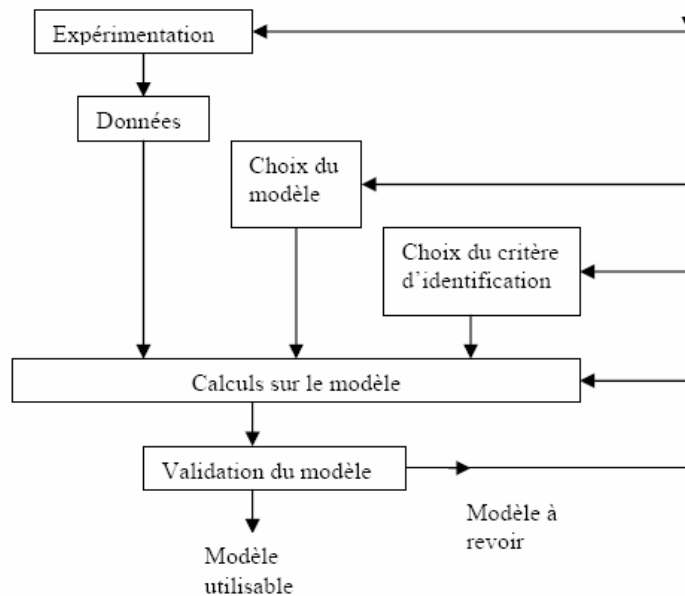 Expérimentation
Données
Choix du
modèle
Choix du critère
d’identification
Calculs sur le modèle
Validation du modèle
Modèle à
revoir
Modèle
utilisable